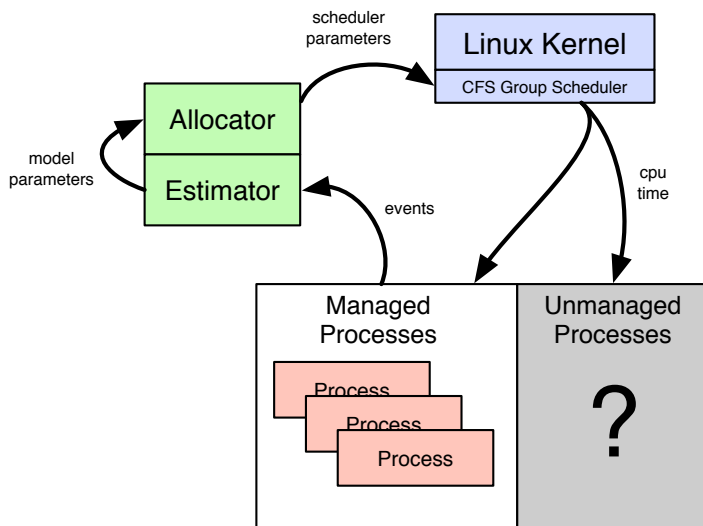 scheduler
parameters
Linux Kernel
CFS Group Scheduler
Allocator
Estimator
model
parameters
events
cpu
time
Managed
Processes
Process
Process
Process
Unmanaged
Processes
?